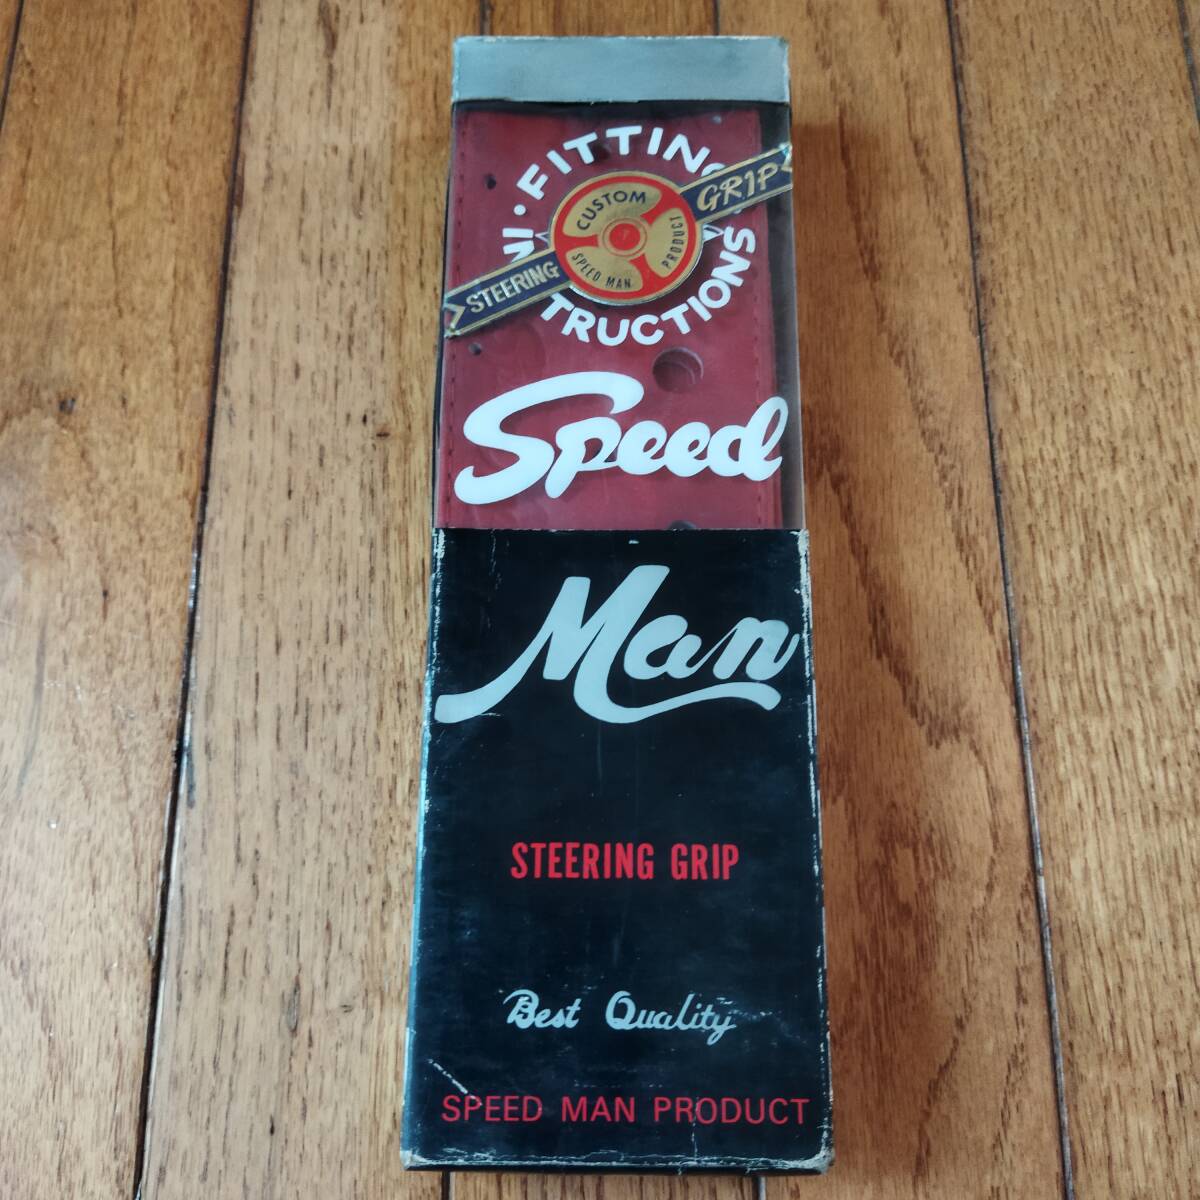 FITTING
INSTRUCTIONS
STEERING GRIP
CUSTOM
SPEED MAN PRODUCT
Speed
Man
STEERING GRIP
Best Quality
SPEED MAN PRODUCT